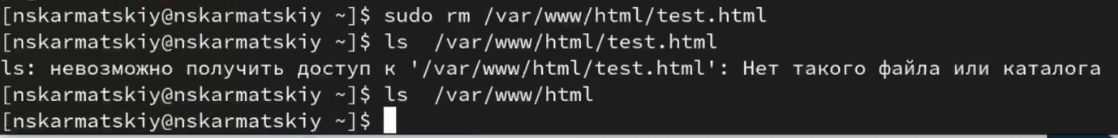 [nskarmatskiy@nskarmatskiy ~]$ sudo rm /var/www/html/test.html
[nskarmatskiy@nskarmatskiy ~]$ ls  /var/www/html/test.html
ls: невозможно получить доступ к '/var/www/html/test.html': Нет такого файла или каталога
[nskarmatskiy@nskarmatskiy ~]$ ls  /var/www/html
[nskarmatskiy@nskarmatskiy ~]$